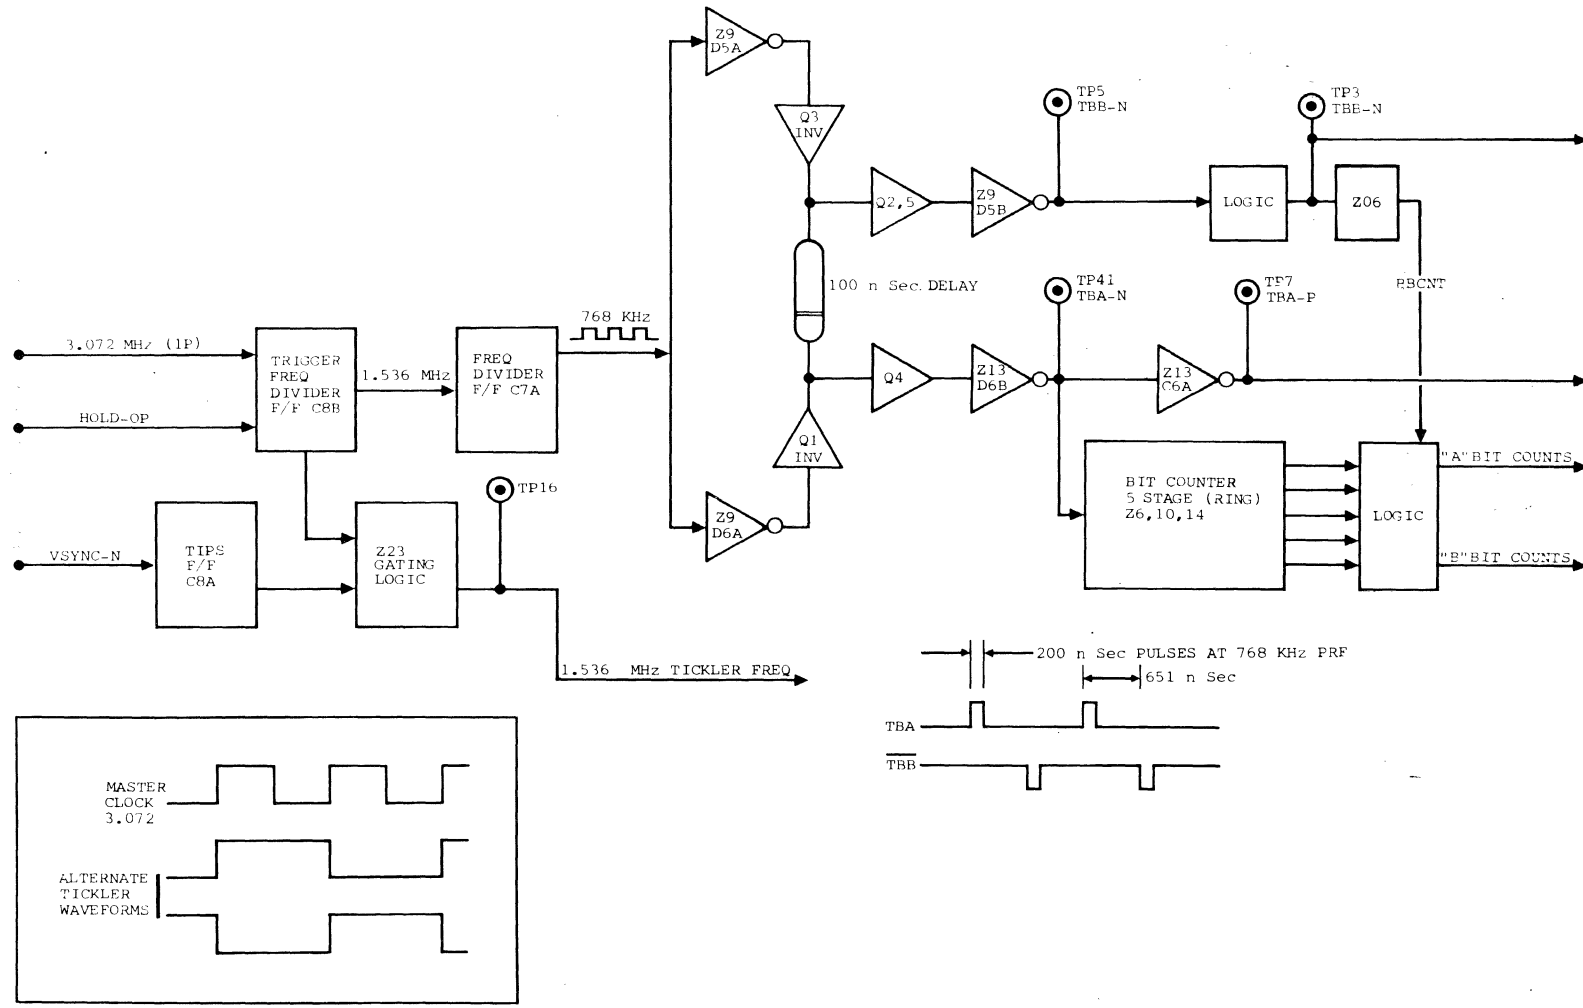 Z9
D5A
Q3
INV
TP5
TBB-N
TP3
TBB-N
Q2,5
Z9
D5B
LOGIC
Z06
100 n Sec. DELAY
TP41
TBA-N
TP7
TBA-P
768 KHz
3.072 MHz (1P)
TRIGGER
FREQ
DIVIDER
F/F C8B
1.536 MHz
FREQ
DIVIDER
F/F C7A
HOLD-OP
Q4
Z13
D6B
Z13
C6A
Q1
INV
Z9
D6A
TP16
BIT COUNTER
5 STAGE (RING)
Z6,10,14
LOGIC
"A"BIT COUNTS
"B"BIT COUNTS
VSYNC-N
TIPS
F/F
C8A
Z23
GATING
LOGIC
1.536 MHz TICKLER FREQ
200 n Sec PULSES AT 768 KHz PRF
651 n Sec
TBA
TBB
MASTER
CLOCK
3.072
ALTERNATE
TICKLER
WAVEFORMS